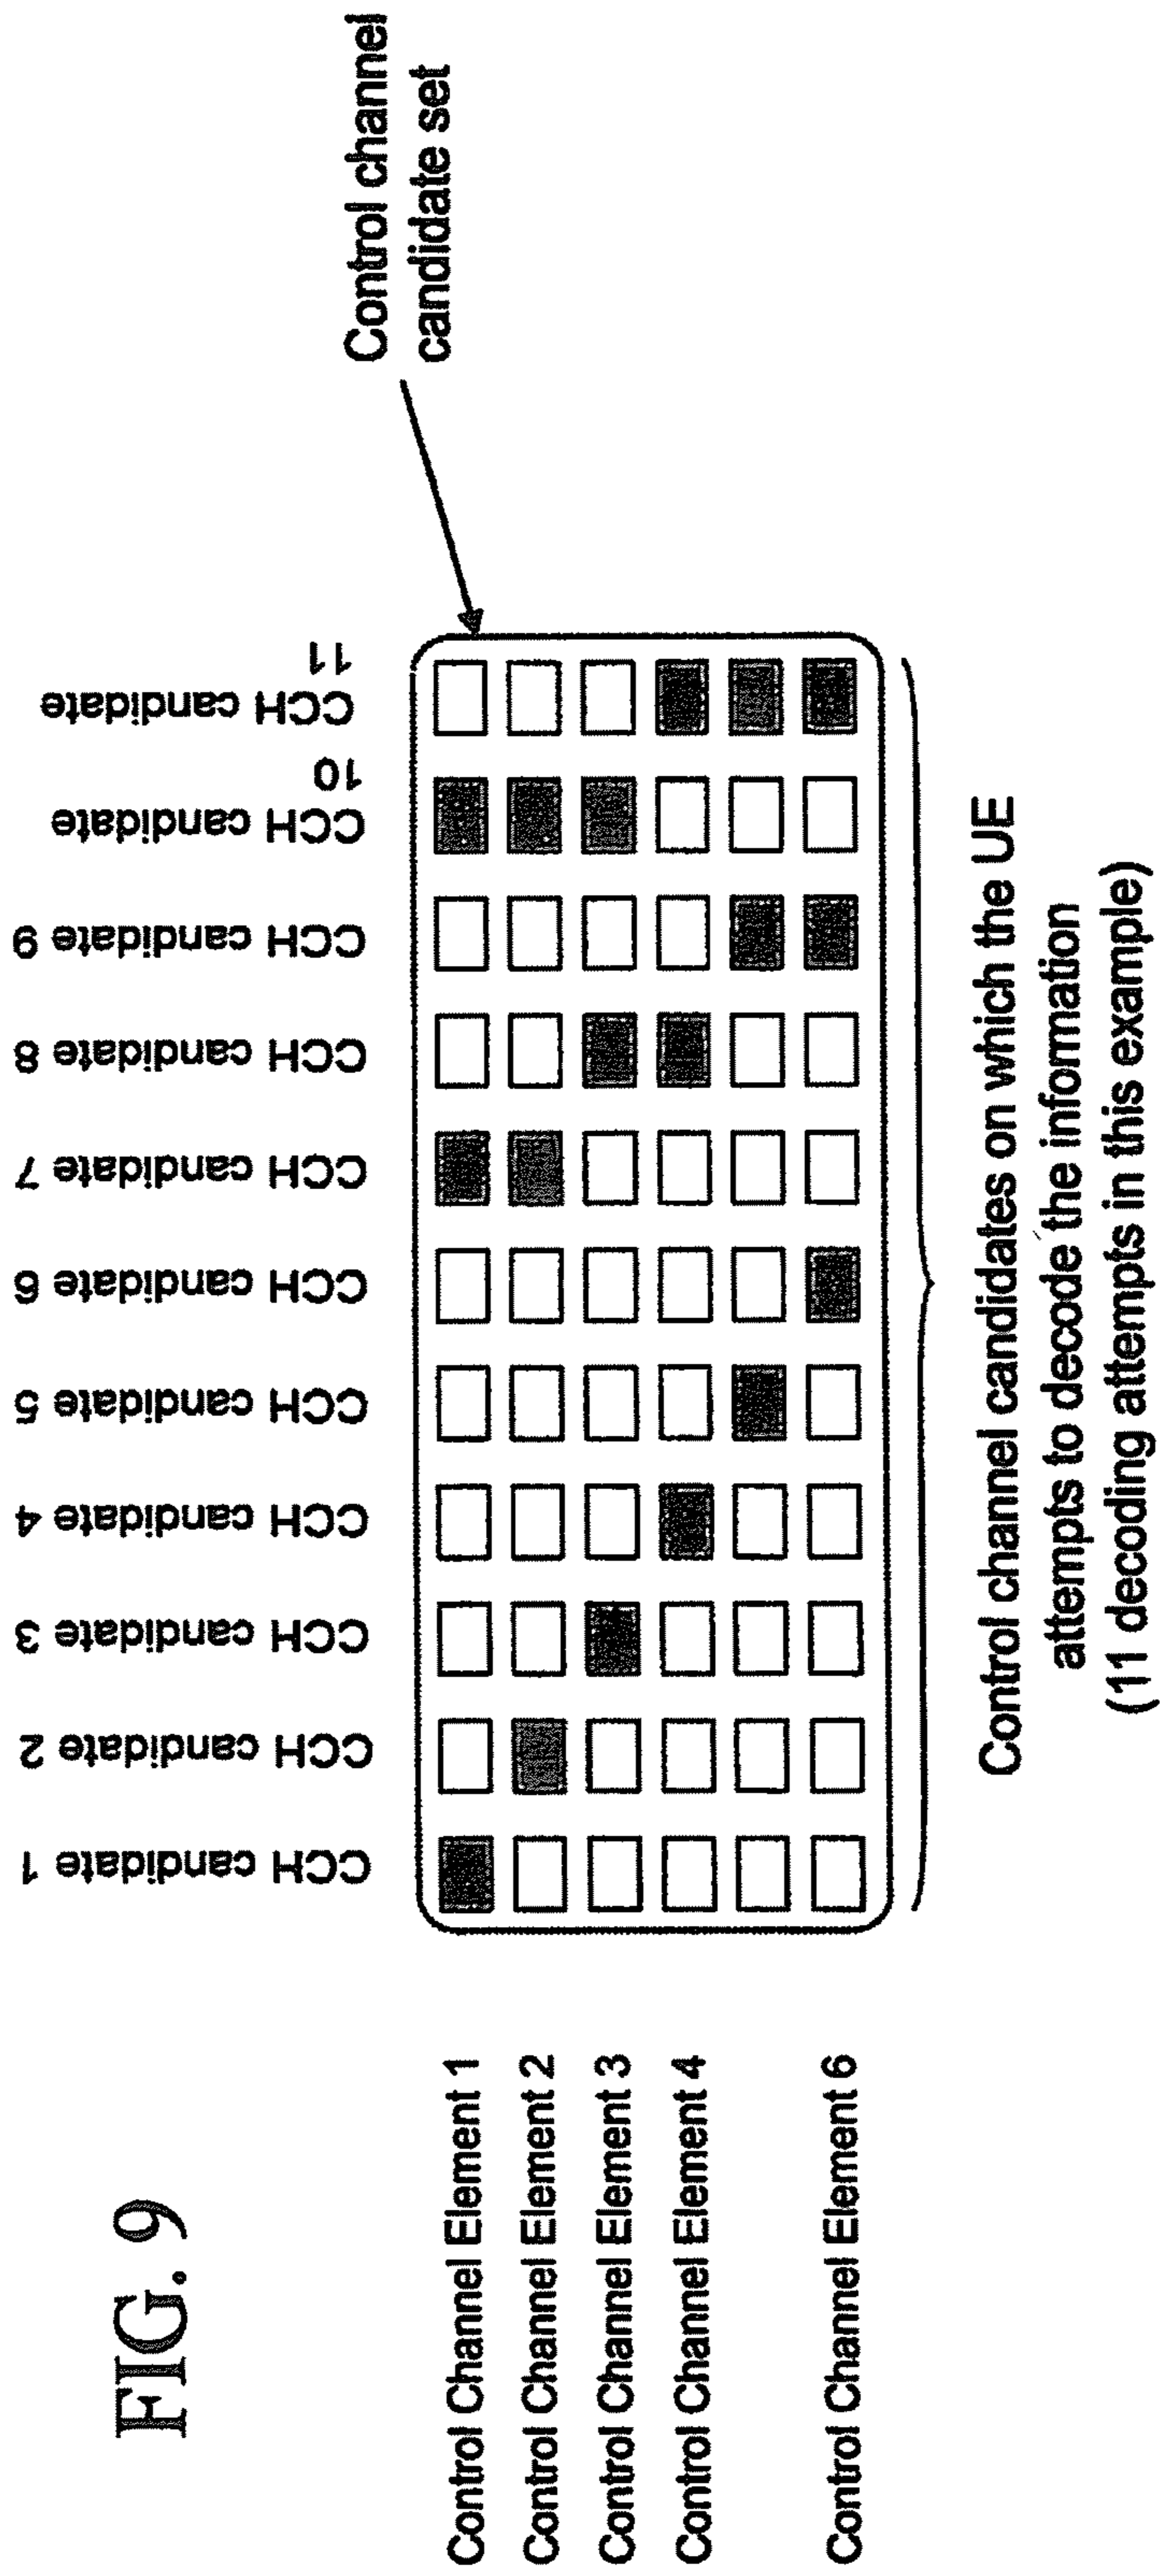 FIG. 9
CCH candidate 1
CCH candidate 2
CCH candidate 3
CCH candidate 4
CCH candidate 5
CCH candidate 6
CCH candidate 7
CCH candidate 8
CCH candidate 9
CCH candidate
10
CCH candidate
11
Control channel
candidate set
Control Channel Element 1
Control Channel Element 2
Control Channel Element 3
Control Channel Element 4
Control Channel Element 6
Control channel candidates on which the UE
attempts to decode the information
(11 decoding attempts in this example)